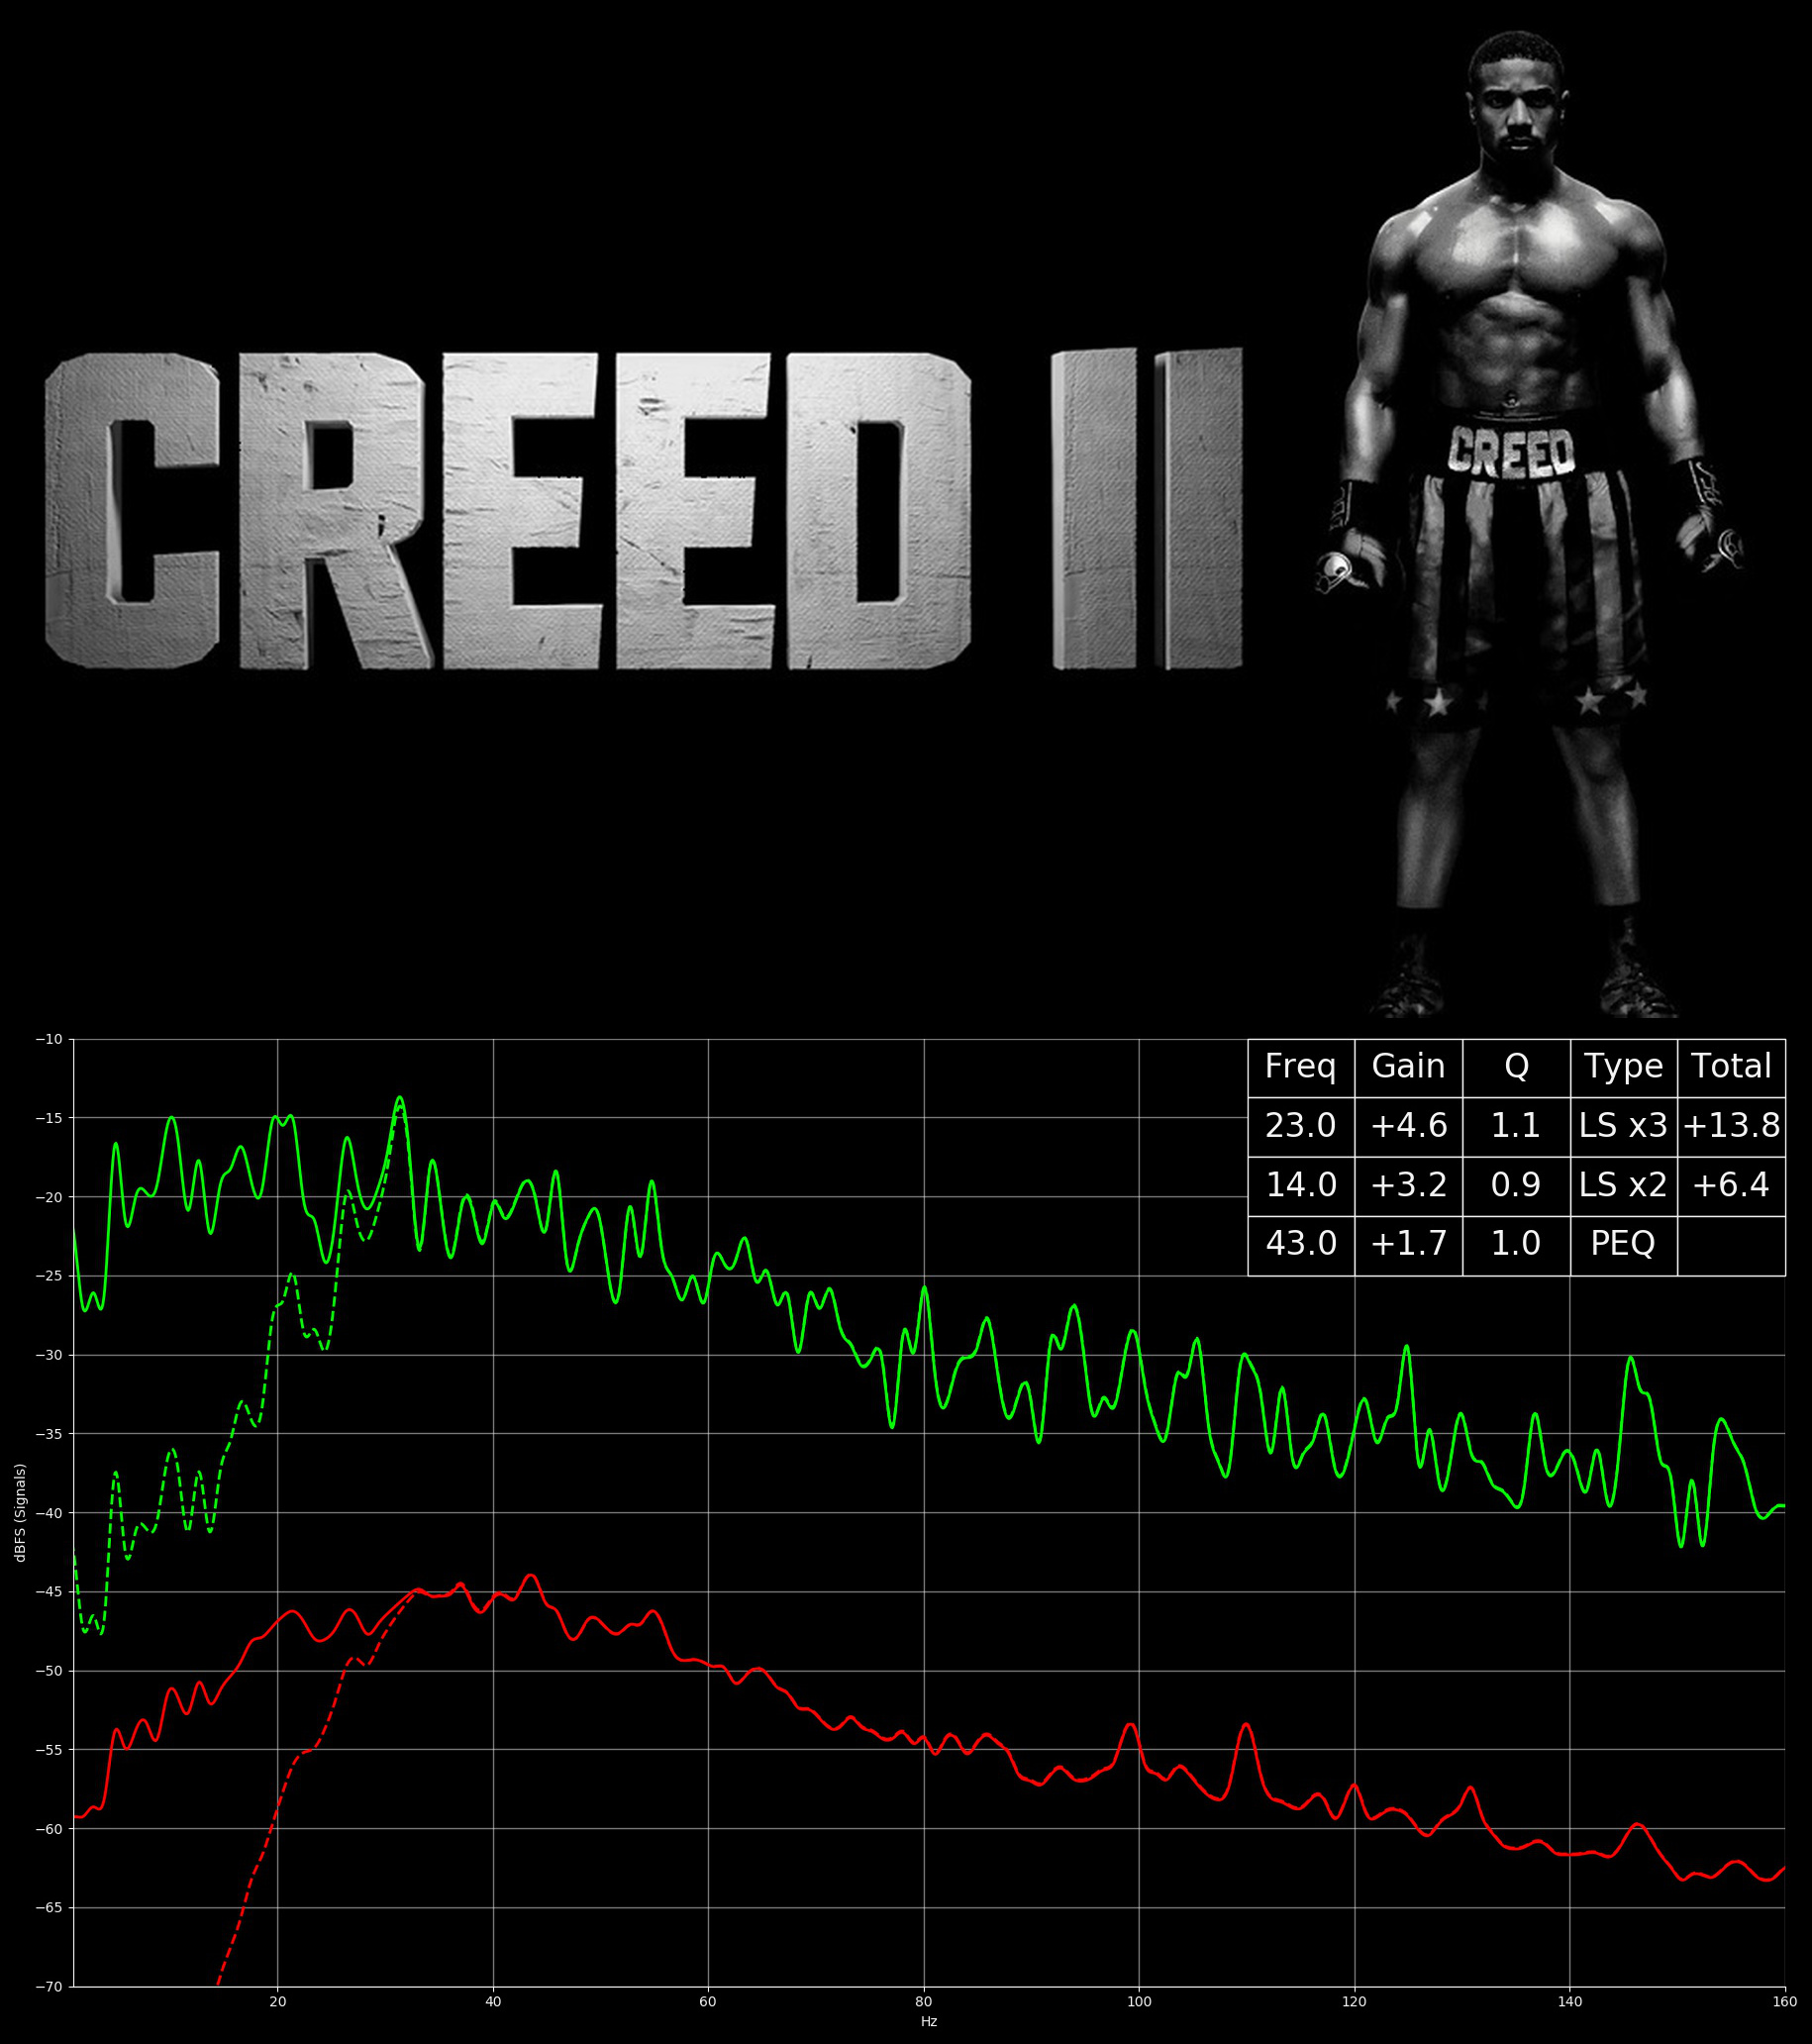 CREED II
CREED
Freq Gain Q Type Total
23.0 +4.6 1.1 LS x3 +13.8
14.0 +3.2 0.9 LS x2 +6.4
43.0 +1.7 1.0 PEQ
−10
−15
−20
−25
−30
−35
−40
−45
−50
−55
−60
−65
−70
dBFS (Signals)
20 40 60 80 100 120 140 160
Hz